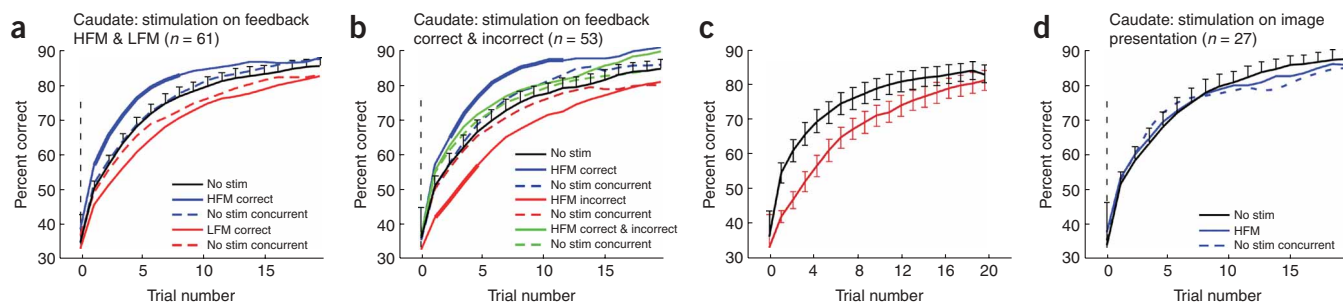 a
Caudate: stimulation on feedback
HFM & LFM (n = 61)
Percent correct
90
80
70
60
50
40
30
0
5
10
15
Trial number
No stim
HFM correct
No stim concurrent
LFM correct
No stim concurrent
b
Caudate: stimulation on feedback
correct & incorrect (n = 53)
Percent correct
90
80
70
60
50
40
30
0
5
10
15
Trial number
No stim
HFM correct
No stim concurrent
HFM incorrect
No stim concurrent
HFM correct & incorrect
No stim concurrent
c
Percent correct
90
80
70
60
50
40
30
0
4
8
12
16
20
Trial number
d
Caudate: stimulation on image
presentation (n = 27)
Percent correct
90
80
70
60
50
40
30
0
5
10
15
Trial number
No stim
HFM
No stim concurrent